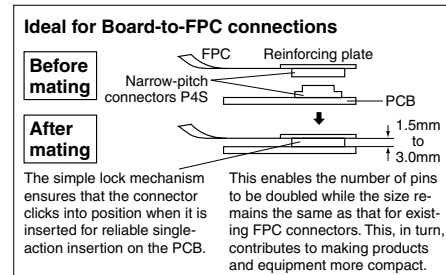 Ideal for Board-to-FPC connections
Before
mating
FPC
Reinforcing plate
Narrow-pitch
connectors P4S
PCB
After
mating
1.5mm
to
3.0mm
The simple lock mechanism
ensures that the connector
clicks into position when it is
inserted for reliable single-
action insertion on the PCB.
This enables the number of pins
to be doubled while the size re-
mains the same as that for exist-
ing FPC connectors. This, in turn,
contributes to making products
and equipment more compact.